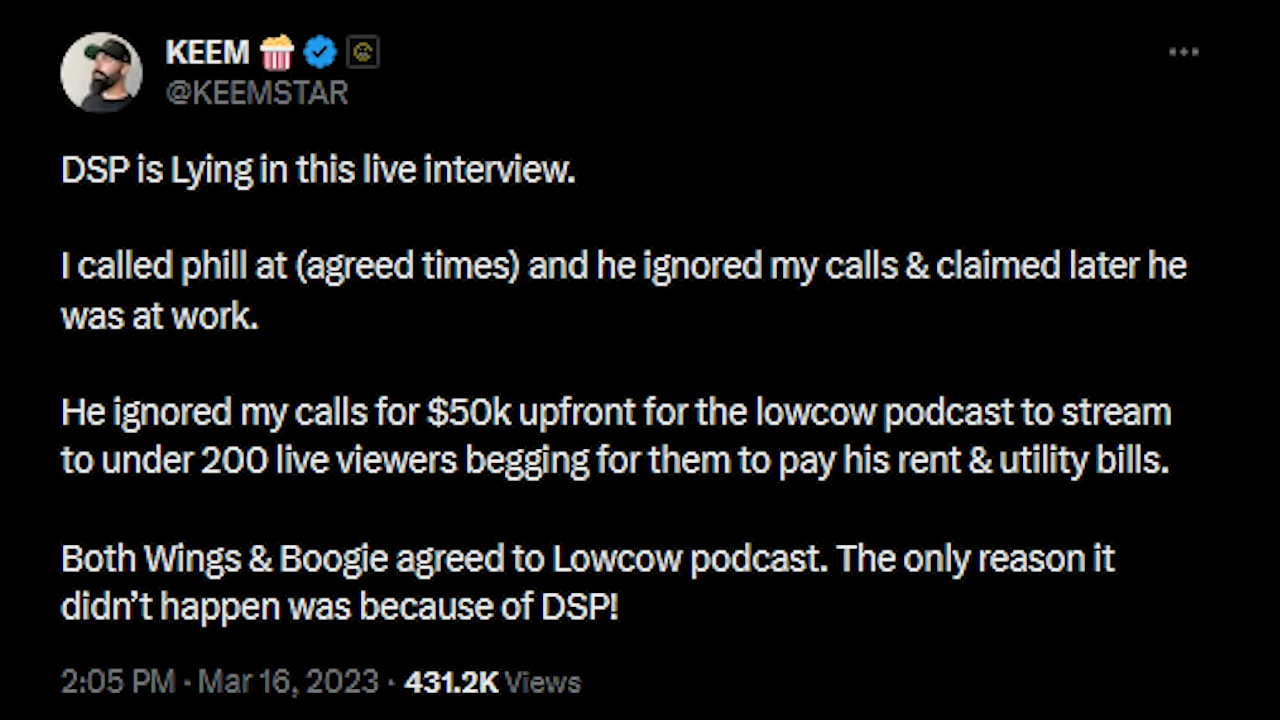 KEEM 🍿
@KEEMSTAR
DSP is Lying in this live interview.
I called phill at (agreed times) and he ignored my calls & claimed later he
was at work.
He ignored my calls for $50k upfront for the lowcow podcast to stream
to under 200 live viewers begging for them to pay his rent & utility bills.
Both Wings & Boogie agreed to Lowcow podcast. The only reason it
didn’t happen was because of DSP!
2:05 PM · Mar 16, 2023 · 431.2K Views